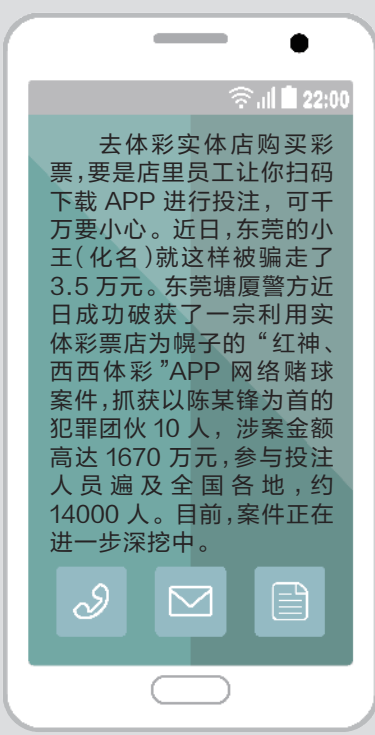 22:00
去体彩实体店购买彩
票,要是店里员工让你扫码
下载 APP 进行投注，可千
万要小心。近日,东莞的小
王(化名)就这样被骗走了
3.5 万元。东莞塘厦警方近
日成功破获了一宗利用实
体彩票店为幌子的“红神、
西西体彩”APP 网络赌球
案件,抓获以陈某锋为首的
犯罪团伙 10 人，涉案金额
高达 1670 万元,参与投注
人员遍及全国各地,约
14000 人。目前,案件正在
进一步深挖中。